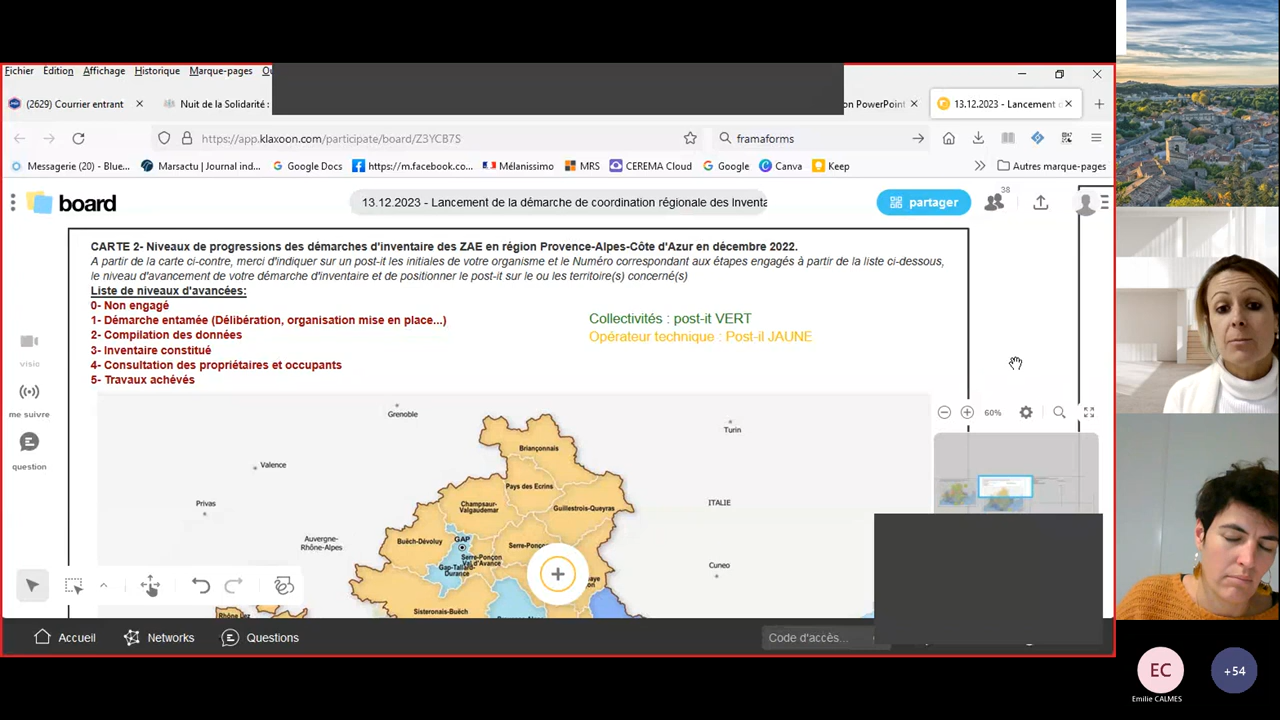 Fichier Edition Affichage Historique Marque-pages
(2629) Courrier entrant
Nuit de la Solidarité :
on PowerPoint
13.12.2023 - Lancement
https://app.klaxoon.com/participate/board/Z3YCB7S
framaforms
Messagerie (20) - Blue...
Marsactu | Journal ind...
Google Docs
https://m.facebook.co...
Mélanissimo
MRS
CEREMA Cloud
Google
Canva
Keep
Autres marque-pages
board
13.12.2023 - Lancement de la démarche de coordination régionale des Inventa
partager
38
CARTE 2- Niveaux de progressions des démarches d'inventaire des ZAE en région Provence-Alpes-Côte d'Azur en décembre 2022.
A partir de la carte ci-contre, merci d'indiquer sur un post-it les initiales de votre organisme et le Numéro correspondant aux étapes engagés à partir de la liste ci-dessous,
le niveau d'avancement de votre démarche d'inventaire et de positionner le post-it sur le ou les territoire(s) concerné(s)
Liste de niveaux d'avancées:
0- Non engagé
1- Démarche entamée (Délibération, organisation mise en place...)
2- Compilation des données
3- Inventaire constitué
4- Consultation des propriétaires et occupants
5- Travaux achévés
Collectivités : post-it VERT
Opérateur technique : Post-il JAUNE
visio
me suivre
question
60%
Grenoble
Turin
Valence
Privas
Auvergne-
Rhône-Alpes
ITALIE
Cuneo
Briançonnais
Pays des Ecrins
Champsaur-
Valgaudemar
Guillestrois-Queyras
Buëch-Dévoluy
GAP
Serre-Ponçon
Serre-Ponçon
Val d'Avance
Gap-Tallard-
Durance
Sisteronais-Buëch
Accueil
Networks
Questions
Code d'accès...
EC
Emilie CALMES
+54